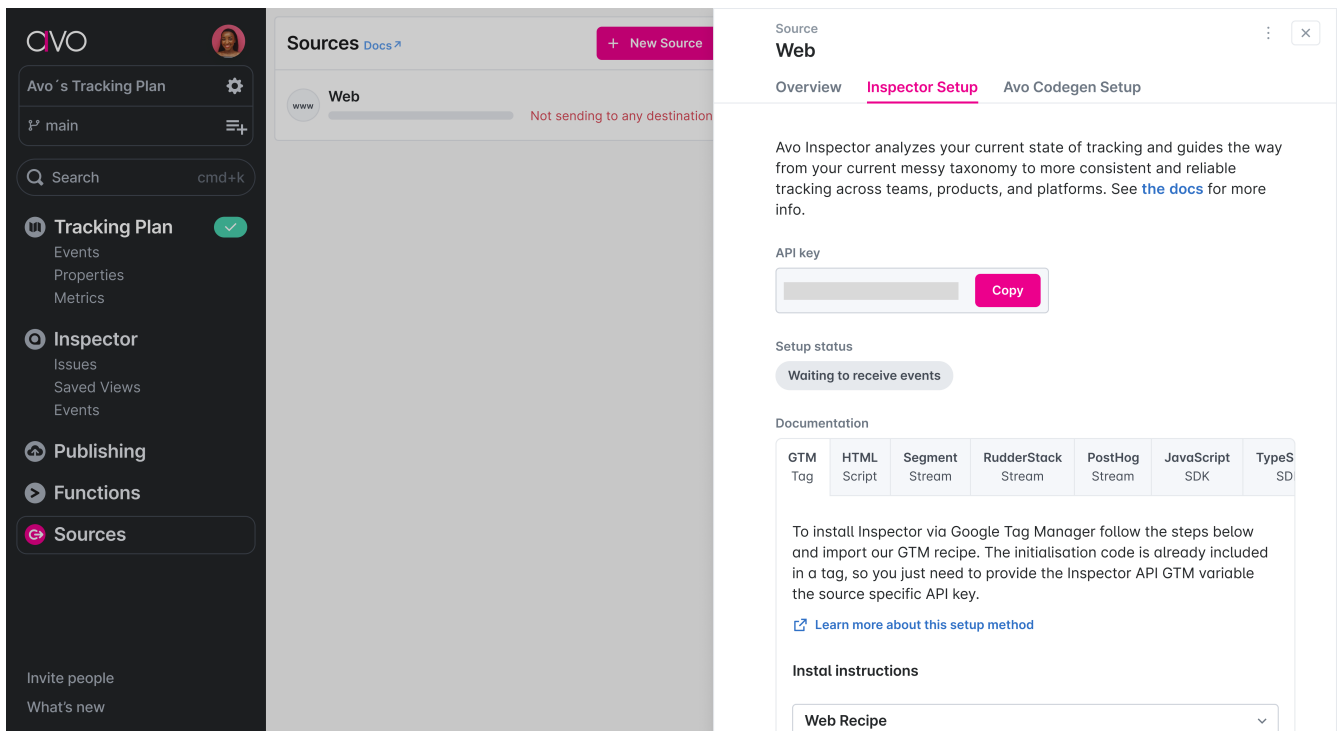 avo
Avo´s Tracking Plan
main
Search cmd+k
Tracking Plan
Events
Properties
Metrics
Inspector
Issues
Saved Views
Events
Publishing
Functions
Sources
Invite people
What's new
Sources Docs↗
+ New Source
www
Web
Not sending to any destination
Source
Web
Overview Inspector Setup Avo Codegen Setup
Avo Inspector analyzes your current state of tracking and guides the way
from your current messy taxonomy to more consistent and reliable
tracking across teams, products, and platforms. See the docs for more
info.
API key
Copy
Setup status
Waiting to receive events
Documentation
GTM HTML Segment RudderStack PostHog JavaScript TypeS
Tag Script Stream Stream Stream SDK SD
To install Inspector via Google Tag Manager follow the steps below
and import our GTM recipe. The initialisation code is already included
in a tag, so you just need to provide the Inspector API GTM variable
the source specific API key.
Learn more about this setup method
Instal instructions
Web Recipe